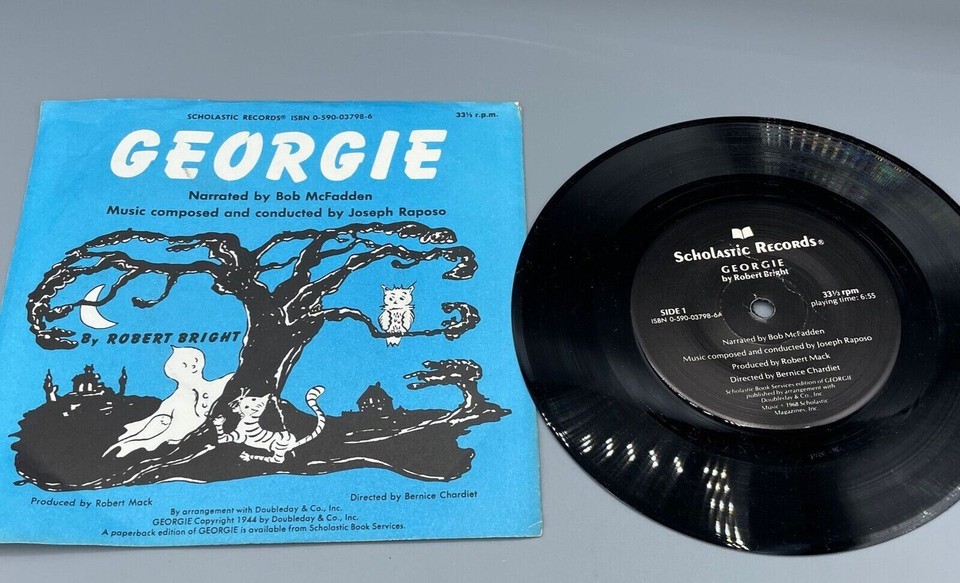 SCHOLASTIC RECORDS® ISBN 0-590-03798-6 33⅓ r.p.m.
GEORGIE
Narrated by Bob McFadden
Music composed and conducted by Joseph Raposo
By ROBERT BRIGHT
Produced by Robert Mack
Directed by Bernice Chardiet
By arrangement with Doubleday & Co., Inc.
GEORGIE Copyright 1944 by Doubleday & Co., Inc.
A paperback edition of GEORGIE is available from Scholastic Book Services.
SCHOLASTIC RECORDS®
GEORGIE
by Robert Bright
SIDE 1
ISBN 0-590-03798-6A
33⅓ rpm
playing time: 6:55
Narrated by Bob McFadden
Music composed and conducted by Joseph Raposo
Produced by Robert Mack
Directed by Bernice Chardiet
Scholastic Book Services edition of GEORGIE
published by arrangement with
Doubleday & Co., Inc.
Music © 1968 Scholastic
Magazines, Inc.